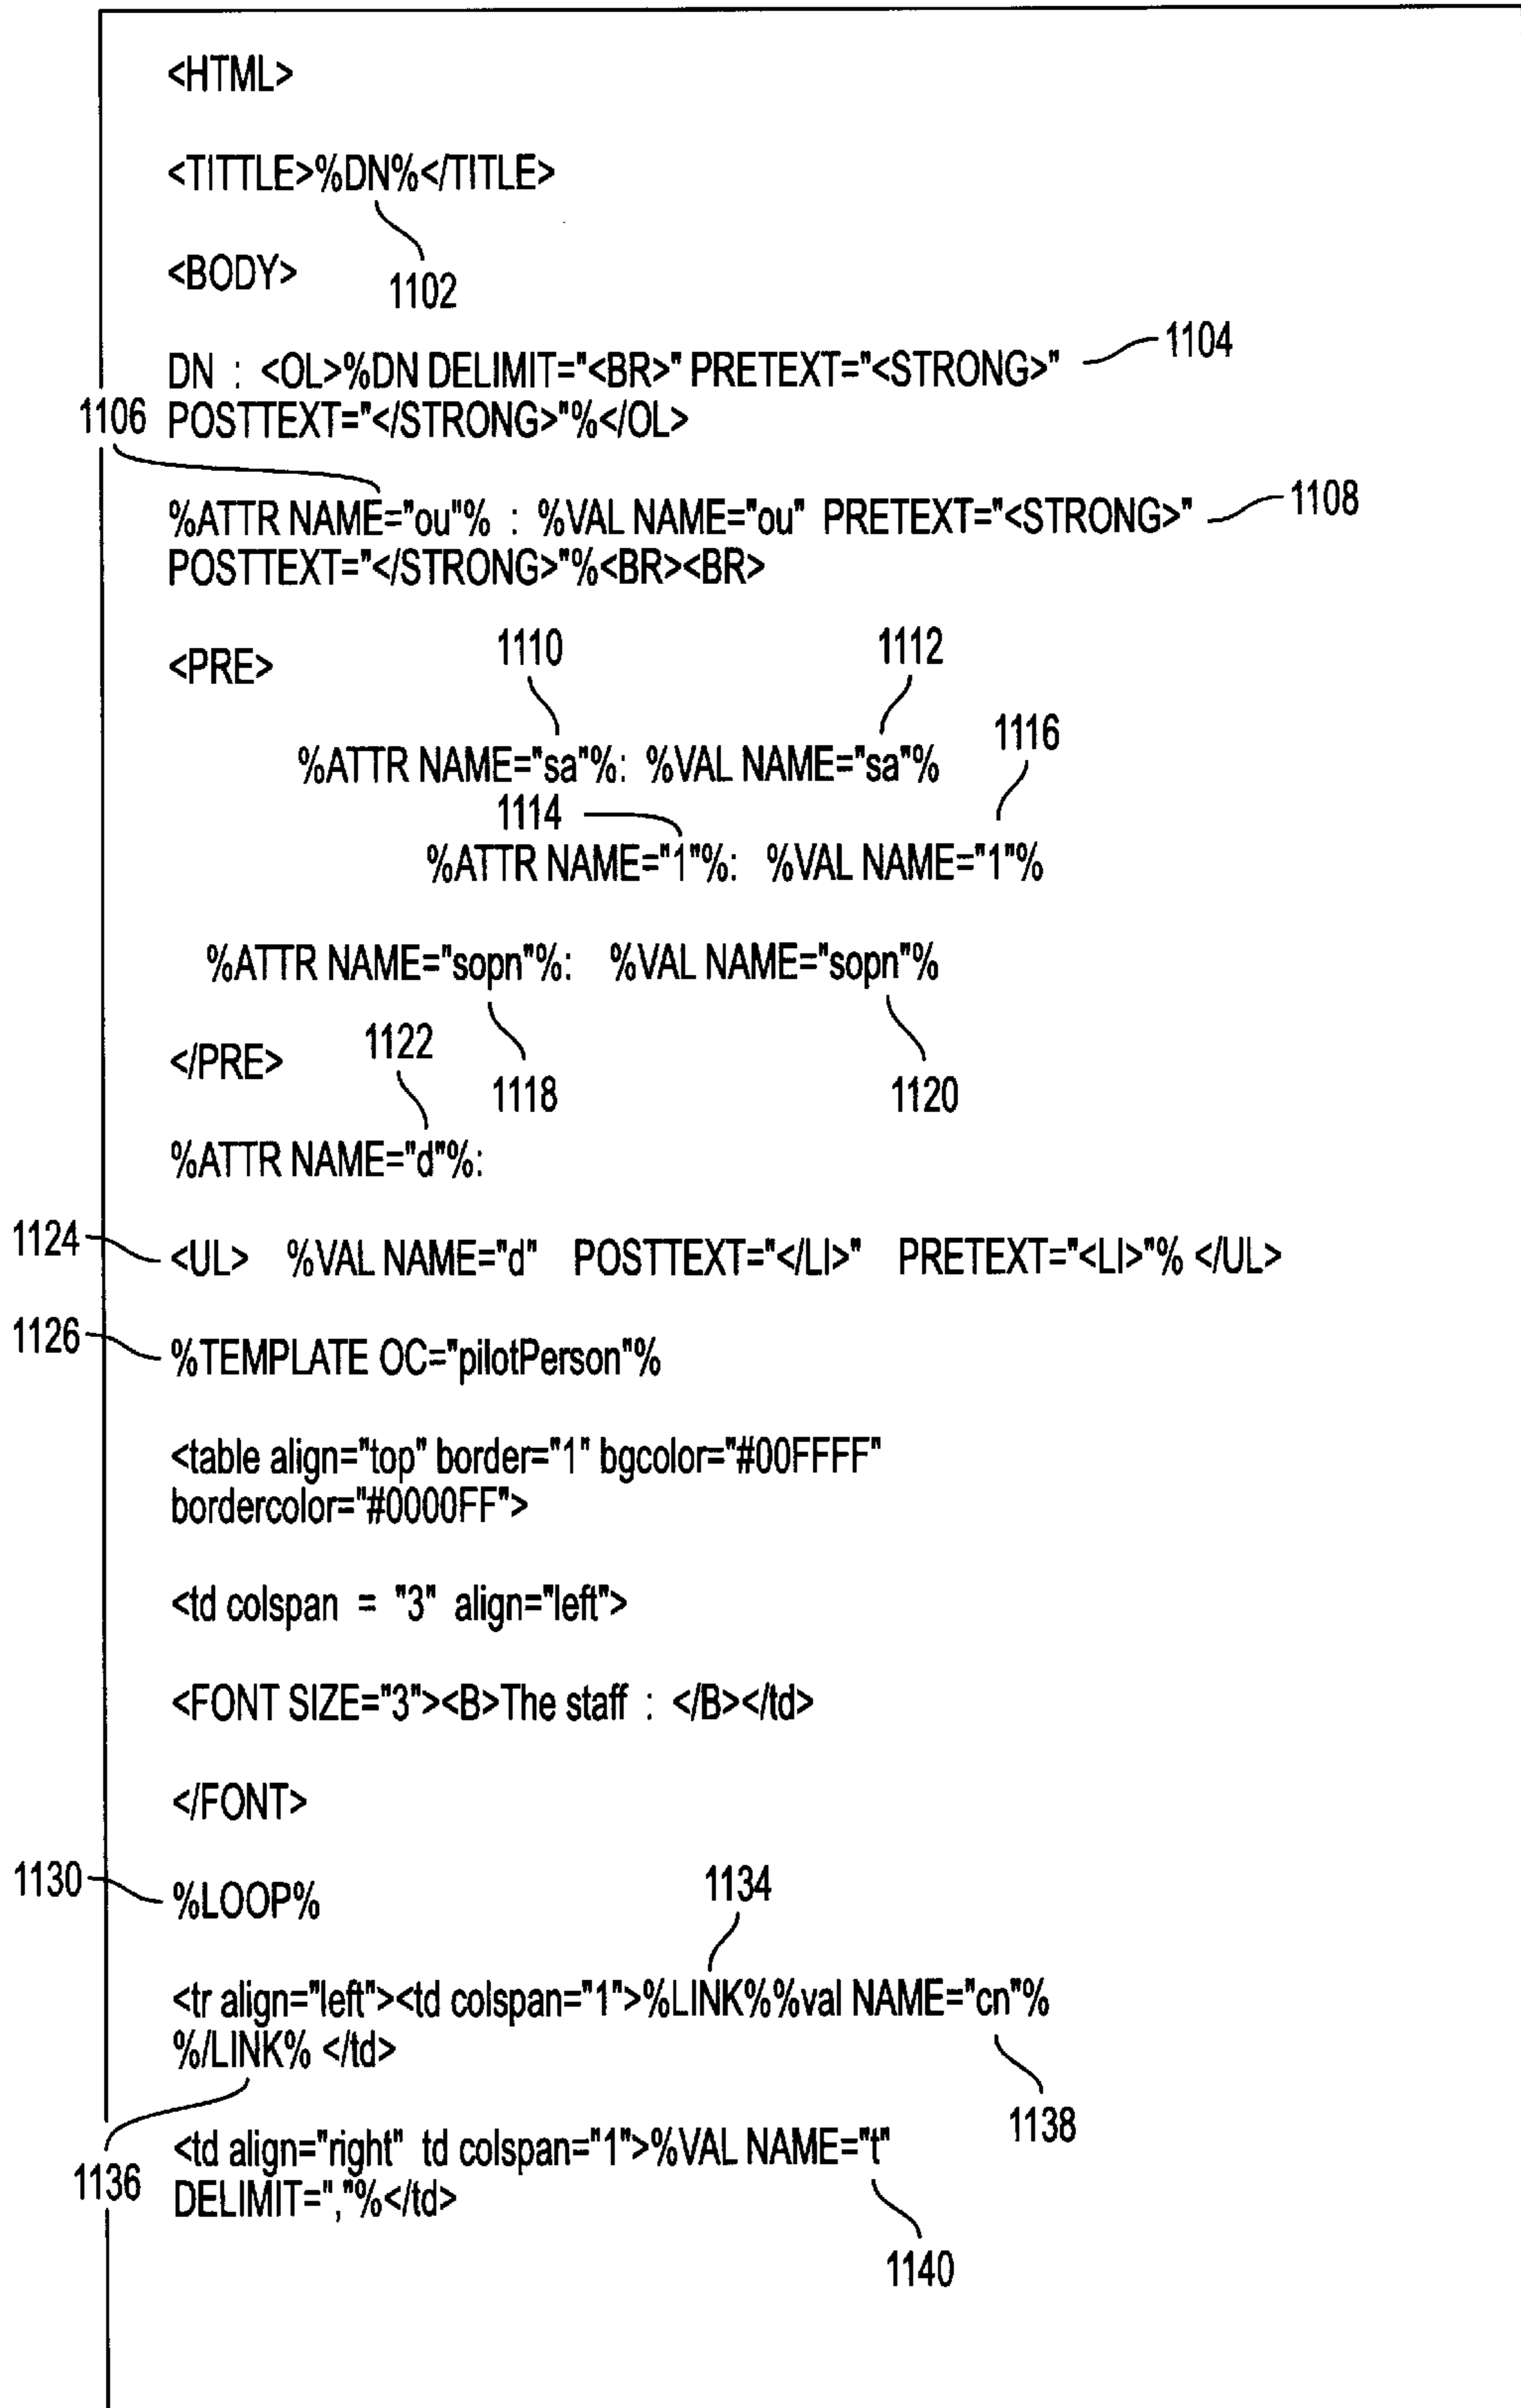 <HTML>
<TITTLE>%DN%</TITLE>
<BODY>
1102
DN : <OL>%DN DELIMIT="<BR>" PRETEXT="<STRONG>"
1104
1106
POSTTEXT="</STRONG>"%</OL>
%ATTR NAME="ou"% : %VAL NAME="ou" PRETEXT="<STRONG>"
1108
POSTTEXT="</STRONG>"%<BR><BR>
<PRE>
1110
1112
%ATTR NAME="sa"%: %VAL NAME="sa"%
1116
1114
%ATTR NAME="1"%: %VAL NAME="1"%
%ATTR NAME="sopn"%: %VAL NAME="sopn"%
</PRE>
1122
1118
1120
%ATTR NAME="d"%:
1124
<UL> %VAL NAME="d" POSTTEXT="</LI>" PRETEXT="<LI>"% </UL>
1126
%TEMPLATE OC="pilotPerson"%
<table align="top" border="1" bgcolor="#00FFFF"
bordercolor="#0000FF">
<td colspan = "3" align="left">
<FONT SIZE="3"><B>The staff : </B></td>
</FONT>
1130
%LOOP%
1134
<tr align="left"><td colspan="1">%LINK%%val NAME="cn"%
%/LINK% </td>
1138
1136
<td align="right" td colspan="1">%VAL NAME="t"
DELIMIT=","%</td>
1140